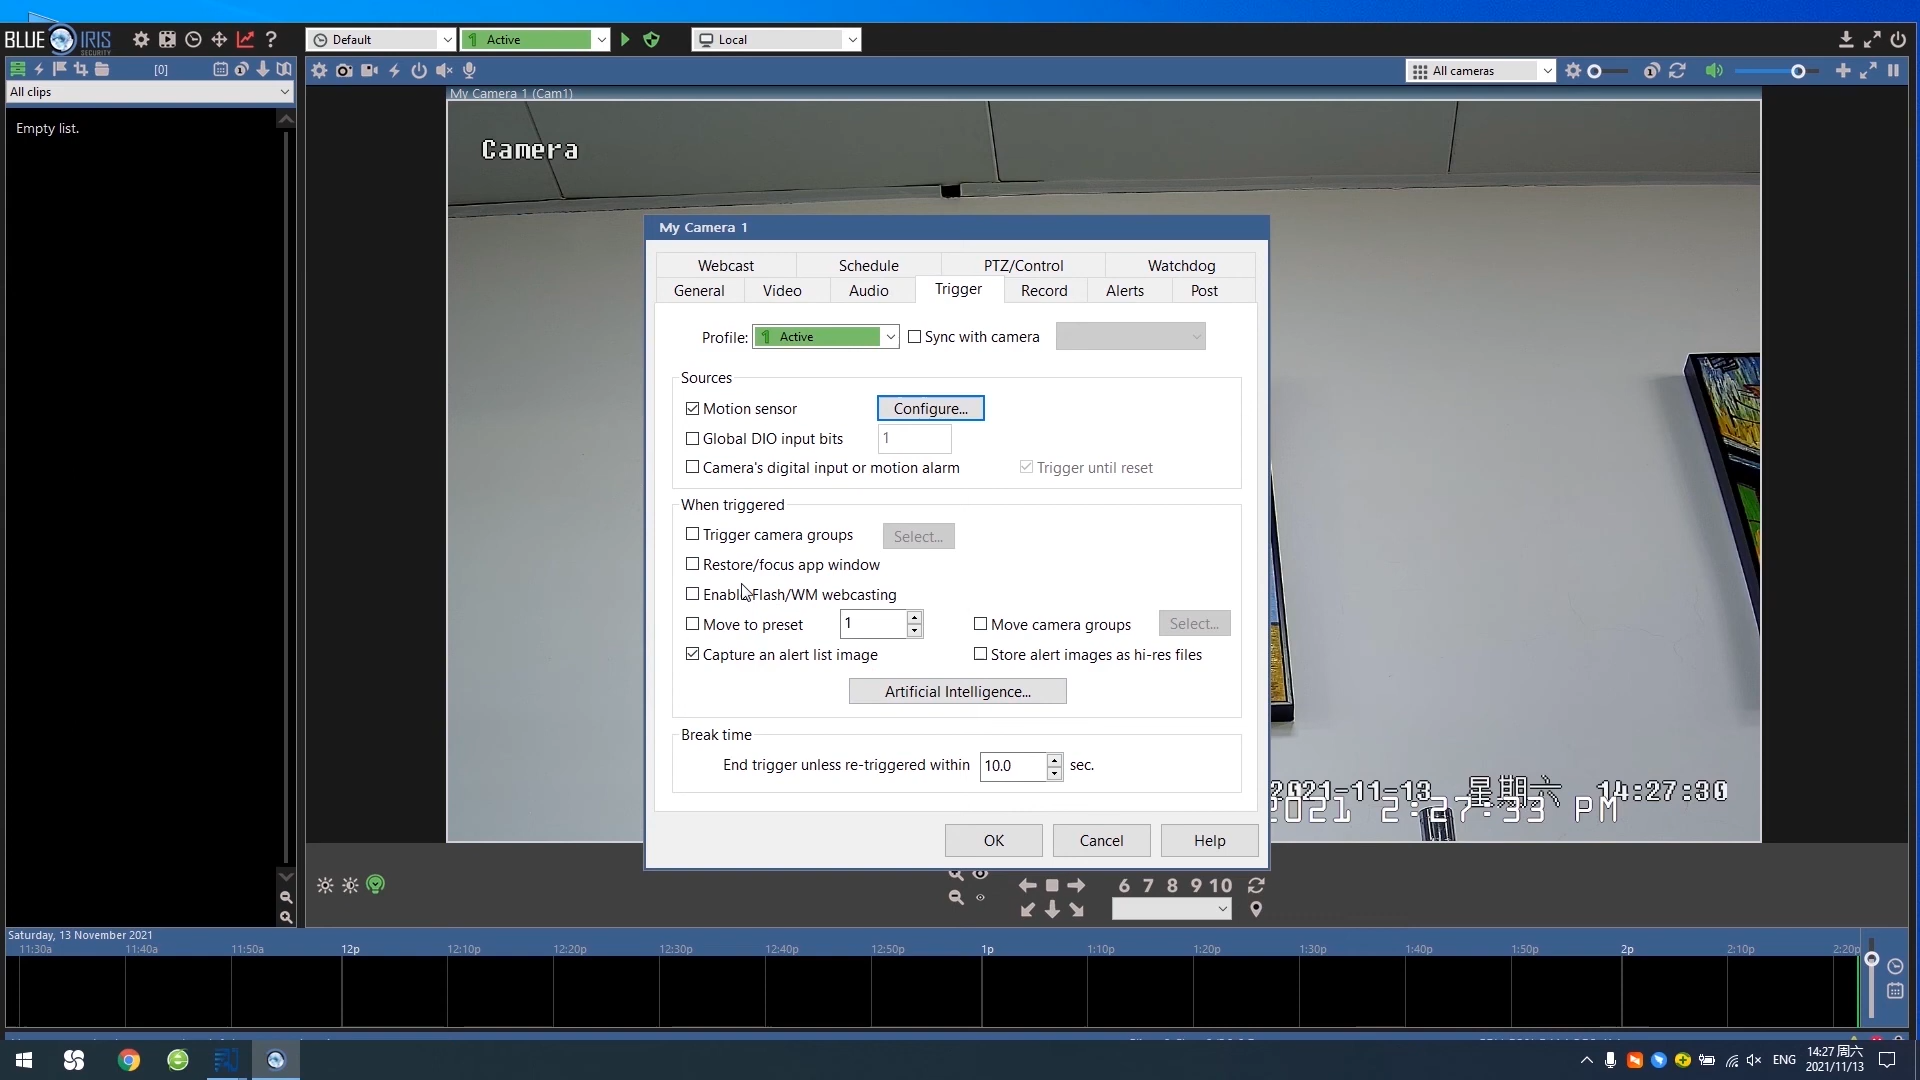 BLUE IRIS
SECURITY
Default
1 Active
Local
[0]
All cameras
All clips
Empty list.
My Camera 1 (Cam1)
Camera
My Camera 1
Webcast Schedule PTZ/Control Watchdog
General Video Audio Trigger Record Alerts Post
Profile: 1 Active Sync with camera
Sources
Motion sensor Configure...
Global DIO input bits 1
Camera's digital input or motion alarm Trigger until reset
When triggered
Trigger camera groups Select...
Restore/focus app window
Enable Flash/WM webcasting
Move to preset 1 Move camera groups Select...
Capture an alert list image Store alert images as hi-res files
Artificial Intelligence...
Break time
End trigger unless re-triggered within 10.0 sec.
OK Cancel Help
2021-11-13 星期六 14:27:30
2021 2:27:33 PM
6 7 8 9 10
Saturday, 13 November 2021
11:30a 11:40a 11:50a 12p 12:10p 12:20p 12:30p 12:40p 12:50p 1p 1:10p 1:20p 1:30p 1:40p 1:50p 2p 2:10p 2:20p
ENG
14:27 周六
2021/11/13